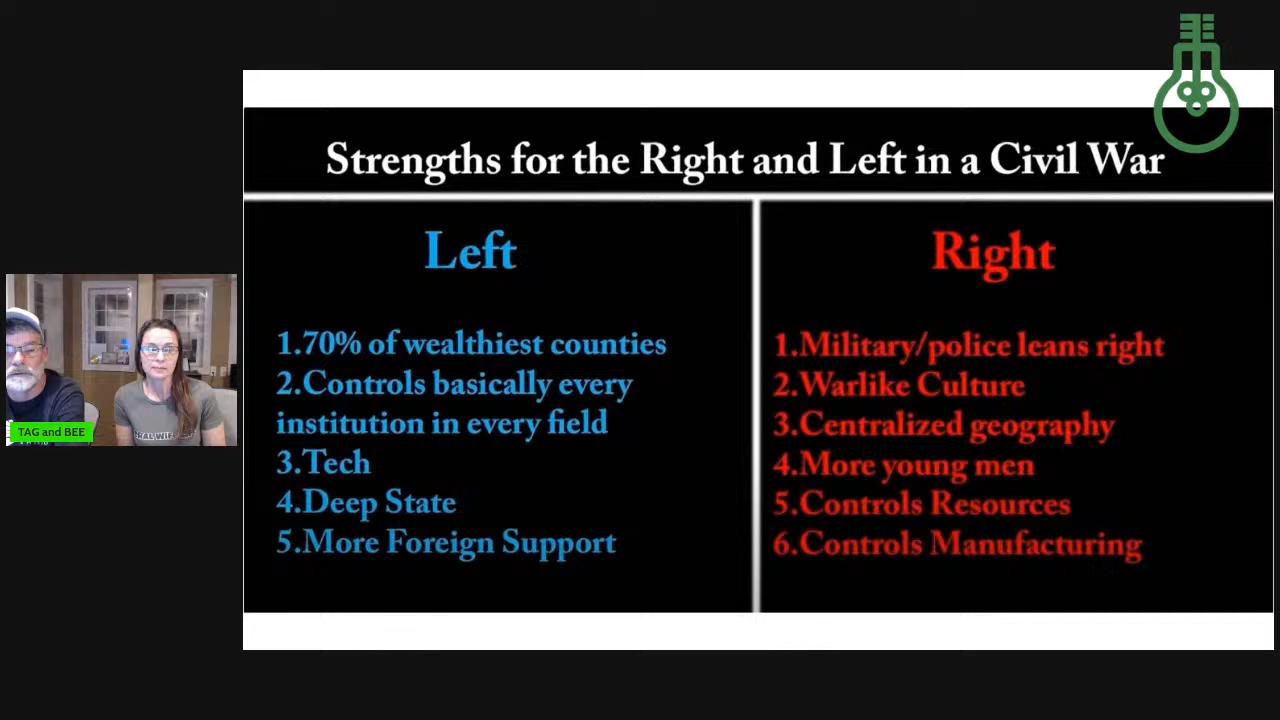 Strengths for the Right and Left in a Civil War
Left
1.70% of wealthiest counties
2.Controls basically every
institution in every field
3.Tech
4.Deep State
5.More Foreign Support
Right
1.Military/police leans right
2.Warlike Culture
3.Centralized geography
4.More young men
5.Controls Resources
6.Controls Manufacturing
TAG and BEE